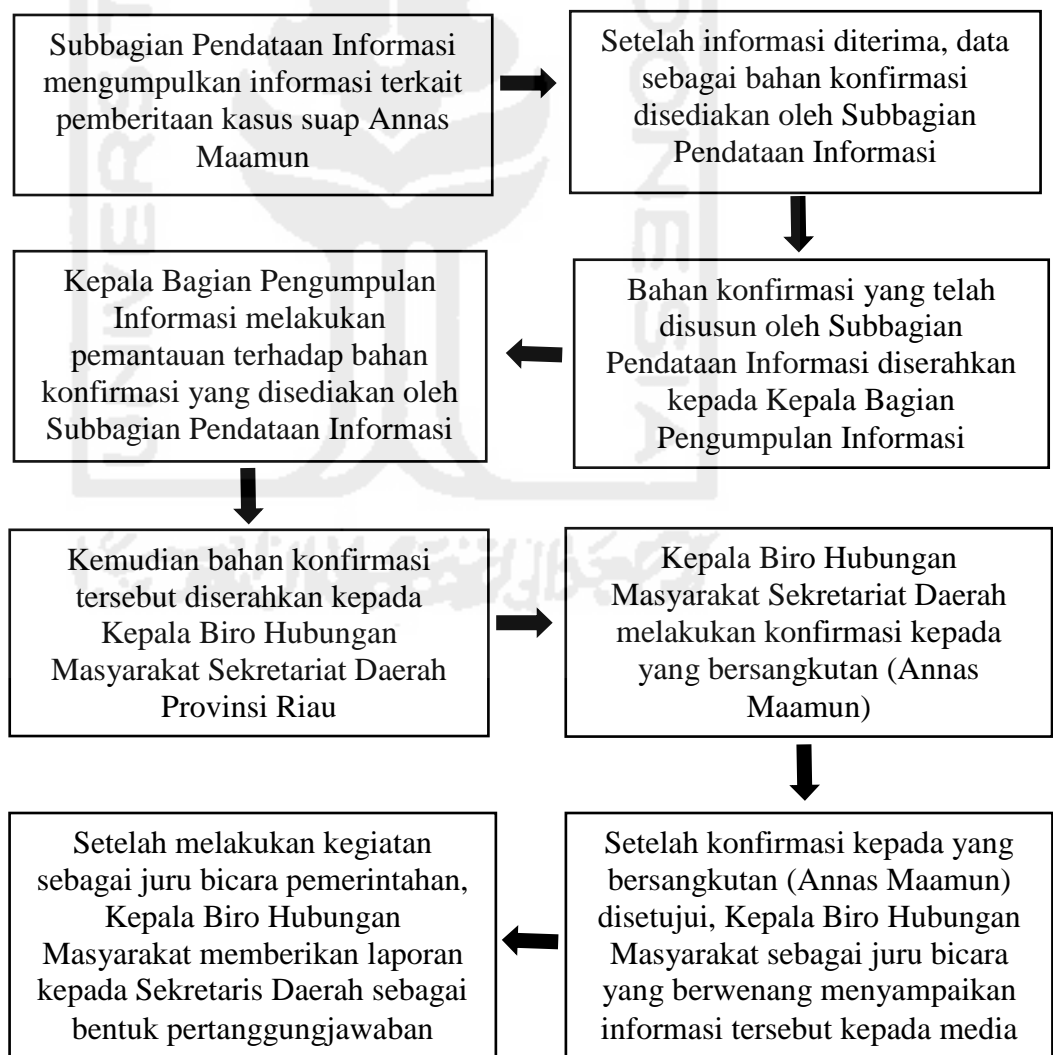 Subbagian Pendataan Informasi
mengumpulkan informasi terkait
pemberitaan kasus suap Annas
Maamun
Setelah informasi diterima, data
sebagai bahan konfirmasi
disediakan oleh Subbagian
Pendataan Informasi
Bahan konfirmasi yang telah
disusun oleh Subbagian
Pendataan Informasi diserahkan
kepada Kepala Bagian
Pengumpulan Informasi
Kepala Bagian Pengumpulan
Informasi melakukan
pemantauan terhadap bahan
konfirmasi yang disediakan oleh
Subbagian Pendataan Informasi
Kemudian bahan konfirmasi
tersebut diserahkan kepada
Kepala Biro Hubungan
Masyarakat Sekretariat Daerah
Provinsi Riau
Kepala Biro Hubungan
Masyarakat Sekretariat Daerah
melakukan konfirmasi kepada
yang bersangkutan (Annas
Maamun)
Setelah konfirmasi kepada yang
bersangkutan (Annas Maamun)
disetujui, Kepala Biro Hubungan
Masyarakat sebagai juru bicara
yang berwenang menyampaikan
informasi tersebut kepada media
Setelah melakukan kegiatan
sebagai juru bicara pemerintahan,
Kepala Biro Hubungan
Masyarakat memberikan laporan
kepada Sekretaris Daerah sebagai
bentuk pertanggungjawaban